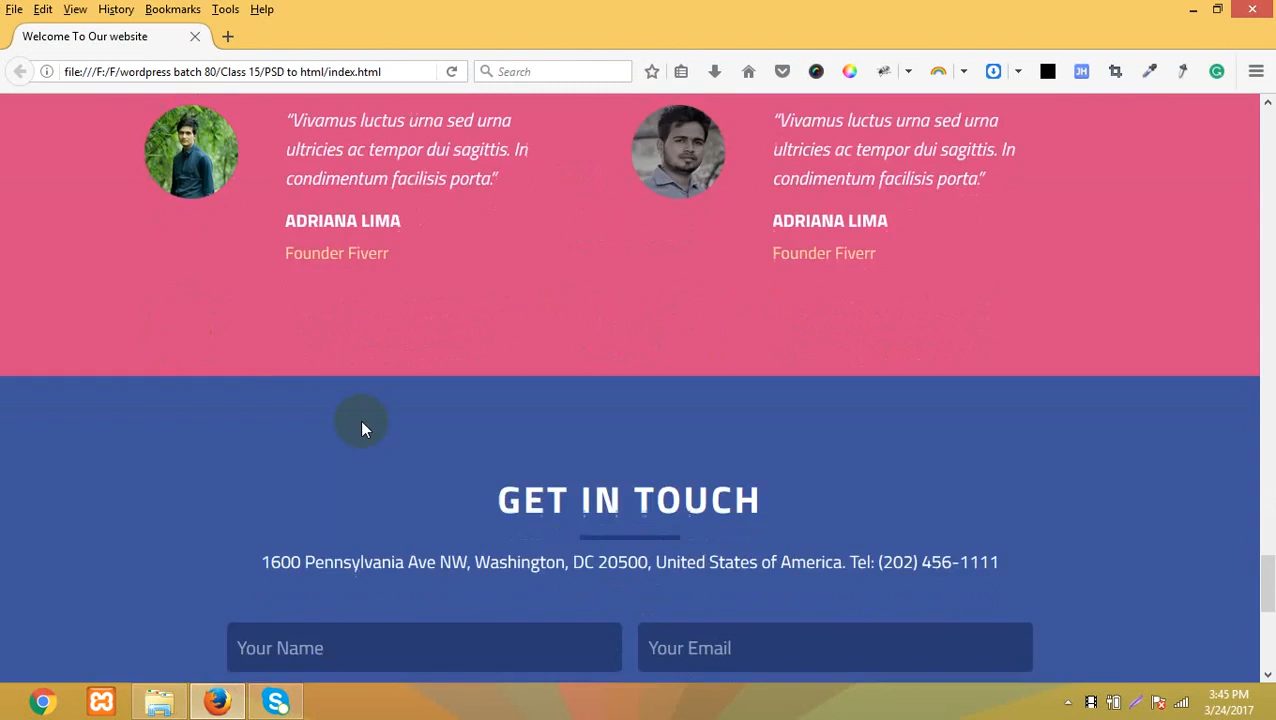 File Edit View History Bookmarks Tools Help
Welcome To Our website
file:///F:/F/wordpress batch 80/Class 15/PSD to html/index.html
Search
JH
“Vivamus luctus urna sed urna
ultricies ac tempor dui sagittis. In
condimentum facilisis porta.”
ADRIANA LIMA
Founder Fiverr
“Vivamus luctus urna sed urna
ultricies ac tempor dui sagittis. In
condimentum facilisis porta.”
ADRIANA LIMA
Founder Fiverr
GET IN TOUCH
1600 Pennsylvania Ave NW, Washington, DC 20500, United States of America. Tel: (202) 456-1111
Your Name
Your Email
3:45 PM
3/24/2017